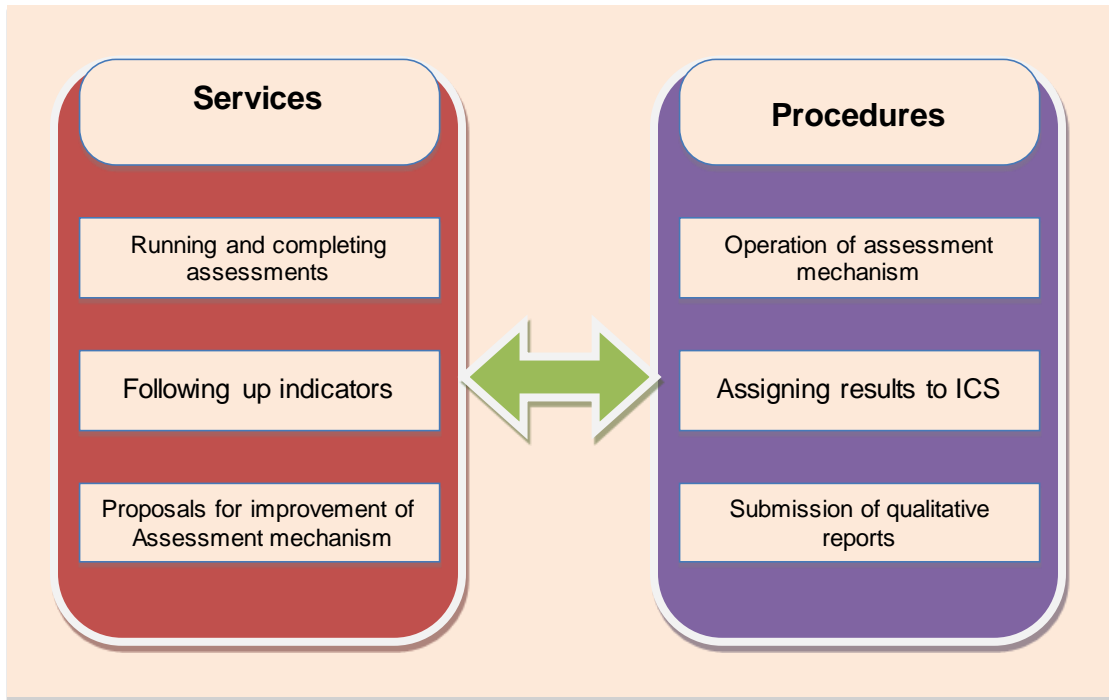 Services
Running and completing
assessments
Following up indicators
Proposals for improvement of
Assessment mechanism
Procedures
Operation of assessment
mechanism
Assigning results to ICS
Submission of qualitative
reports